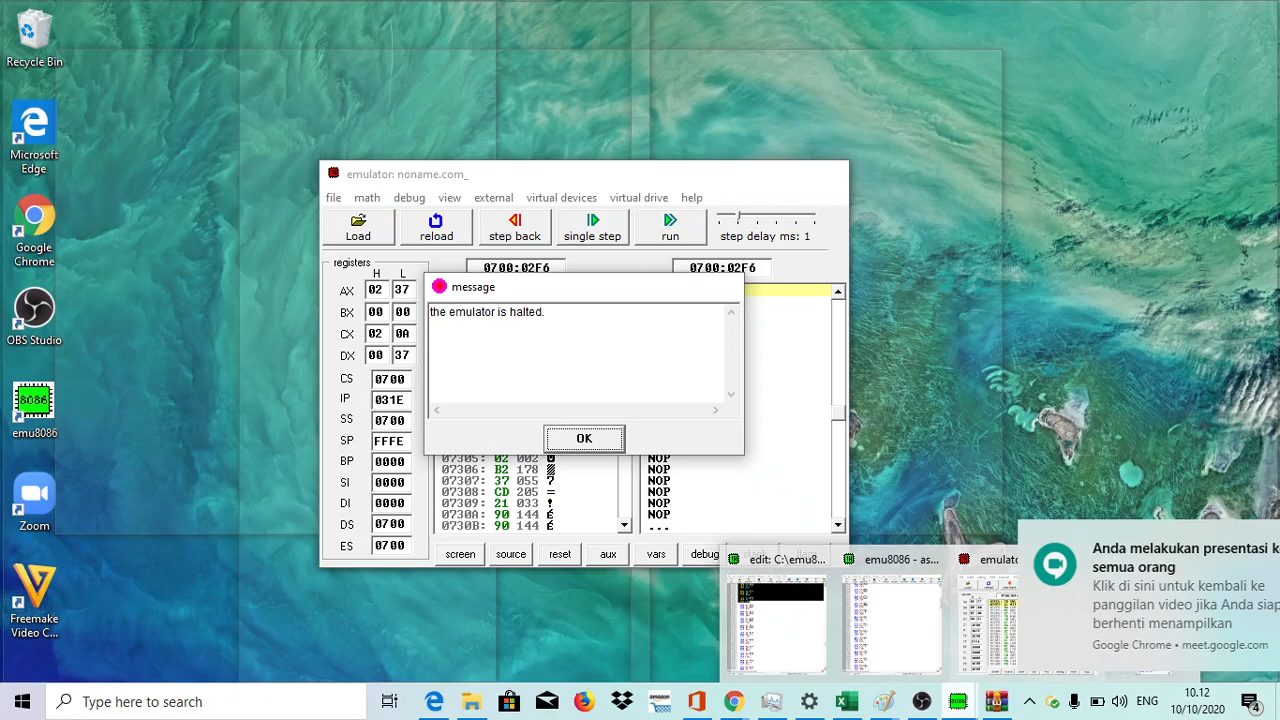 Recycle Bin
Microsoft
Edge
Google
Chrome
OBS Studio
8086
emu8086
Zoom
Freemake
Video C...
emulator: noname.com_
file math debug view external virtual devices virtual drive help
Load reload step back single step run step delay ms: 1
registers
H L
0700:02F6 0700:02F6
AX 02 37
BX 00 00
CX 02 0A
DX 00 37
CS 0700
IP 031E
SS 0700
SP FFFE
BP 0000
SI 0000
DI 0000
DS 0700
ES 0700
message
the emulator is halted.
OK
07305: 02 002
07306: B2 178
07307: 37 055 7
07308: CD 205 =
07309: 21 033 !
0730A: 90 144 É
0730B: 90 144 É
NOP
NOP
NOP
NOP
NOP
NOP
...
screen source reset aux vars debug
edit: C:\emu8... emu8086 - as... emulato
Anda melakukan presentasi k
semua orang
Klik di sini untuk kembali ke
panggilan video jika Anda siap
berhenti menampilkan
Google Chrome • meet.google.com
Type here to search
ENG
10.12
10/10/2020
4